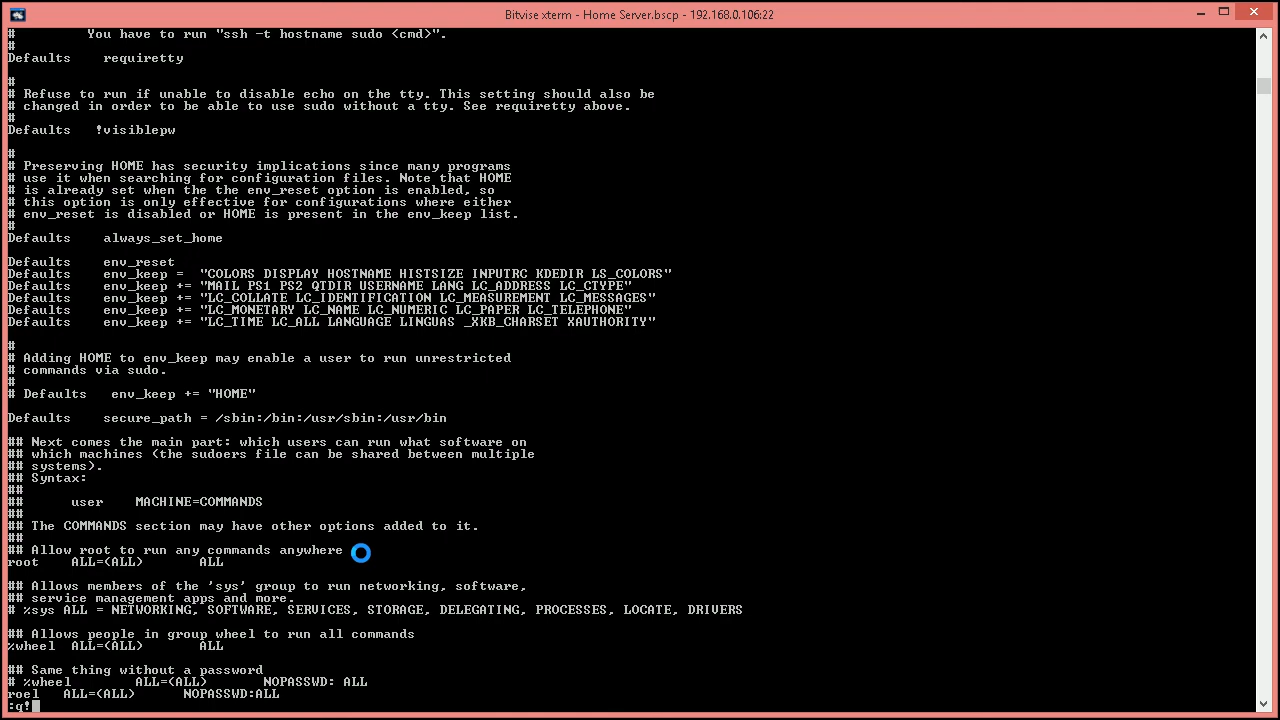 Bitvise xterm - Home Server.bscp - 192.168.0.106:22
#         You have to run "ssh -t hostname sudo <cmd>".
#
Defaults    requiretty
#
# Refuse to run if unable to disable echo on the tty. This setting should also be
# changed in order to be able to use sudo without a tty. See requiretty above.
#
Defaults   !visiblepw
#
# Preserving HOME has security implications since many programs
# use it when searching for configuration files. Note that HOME
# is already set when the the env_reset option is enabled, so
# this option is only effective for configurations where either
# env_reset is disabled or HOME is present in the env_keep list.
#
Defaults    always_set_home
Defaults    env_reset
Defaults    env_keep =  "COLORS DISPLAY HOSTNAME HISTSIZE INPUTRC KDEDIR LS_COLORS"
Defaults    env_keep += "MAIL PS1 PS2 QTDIR USERNAME LANG LC_ADDRESS LC_CTYPE"
Defaults    env_keep += "LC_COLLATE LC_IDENTIFICATION LC_MEASUREMENT LC_MESSAGES"
Defaults    env_keep += "LC_MONETARY LC_NAME LC_NUMERIC LC_PAPER LC_TELEPHONE"
Defaults    env_keep += "LC_TIME LC_ALL LANGUAGE LINGUAS _XKB_CHARSET XAUTHORITY"
#
# Adding HOME to env_keep may enable a user to run unrestricted
# commands via sudo.
#
# Defaults   env_keep += "HOME"
Defaults    secure_path = /sbin:/bin:/usr/sbin:/usr/bin
## Next comes the main part: which users can run what software on
## which machines (the sudoers file can be shared between multiple
## systems).
## Syntax:
##
##      user    MACHINE=COMMANDS
##
## The COMMANDS section may have other options added to it.
##
## Allow root to run any commands anywhere
root    ALL=(ALL)       ALL
## Allows members of the 'sys' group to run networking, software,
## service management apps and more.
# %sys ALL = NETWORKING, SOFTWARE, SERVICES, STORAGE, DELEGATING, PROCESSES, LOCATE, DRIVERS
## Allows people in group wheel to run all commands
%wheel  ALL=(ALL)       ALL
## Same thing without a password
# %wheel        ALL=(ALL)       NOPASSWD: ALL
roel   ALL=(ALL)      NOPASSWD:ALL
:q!